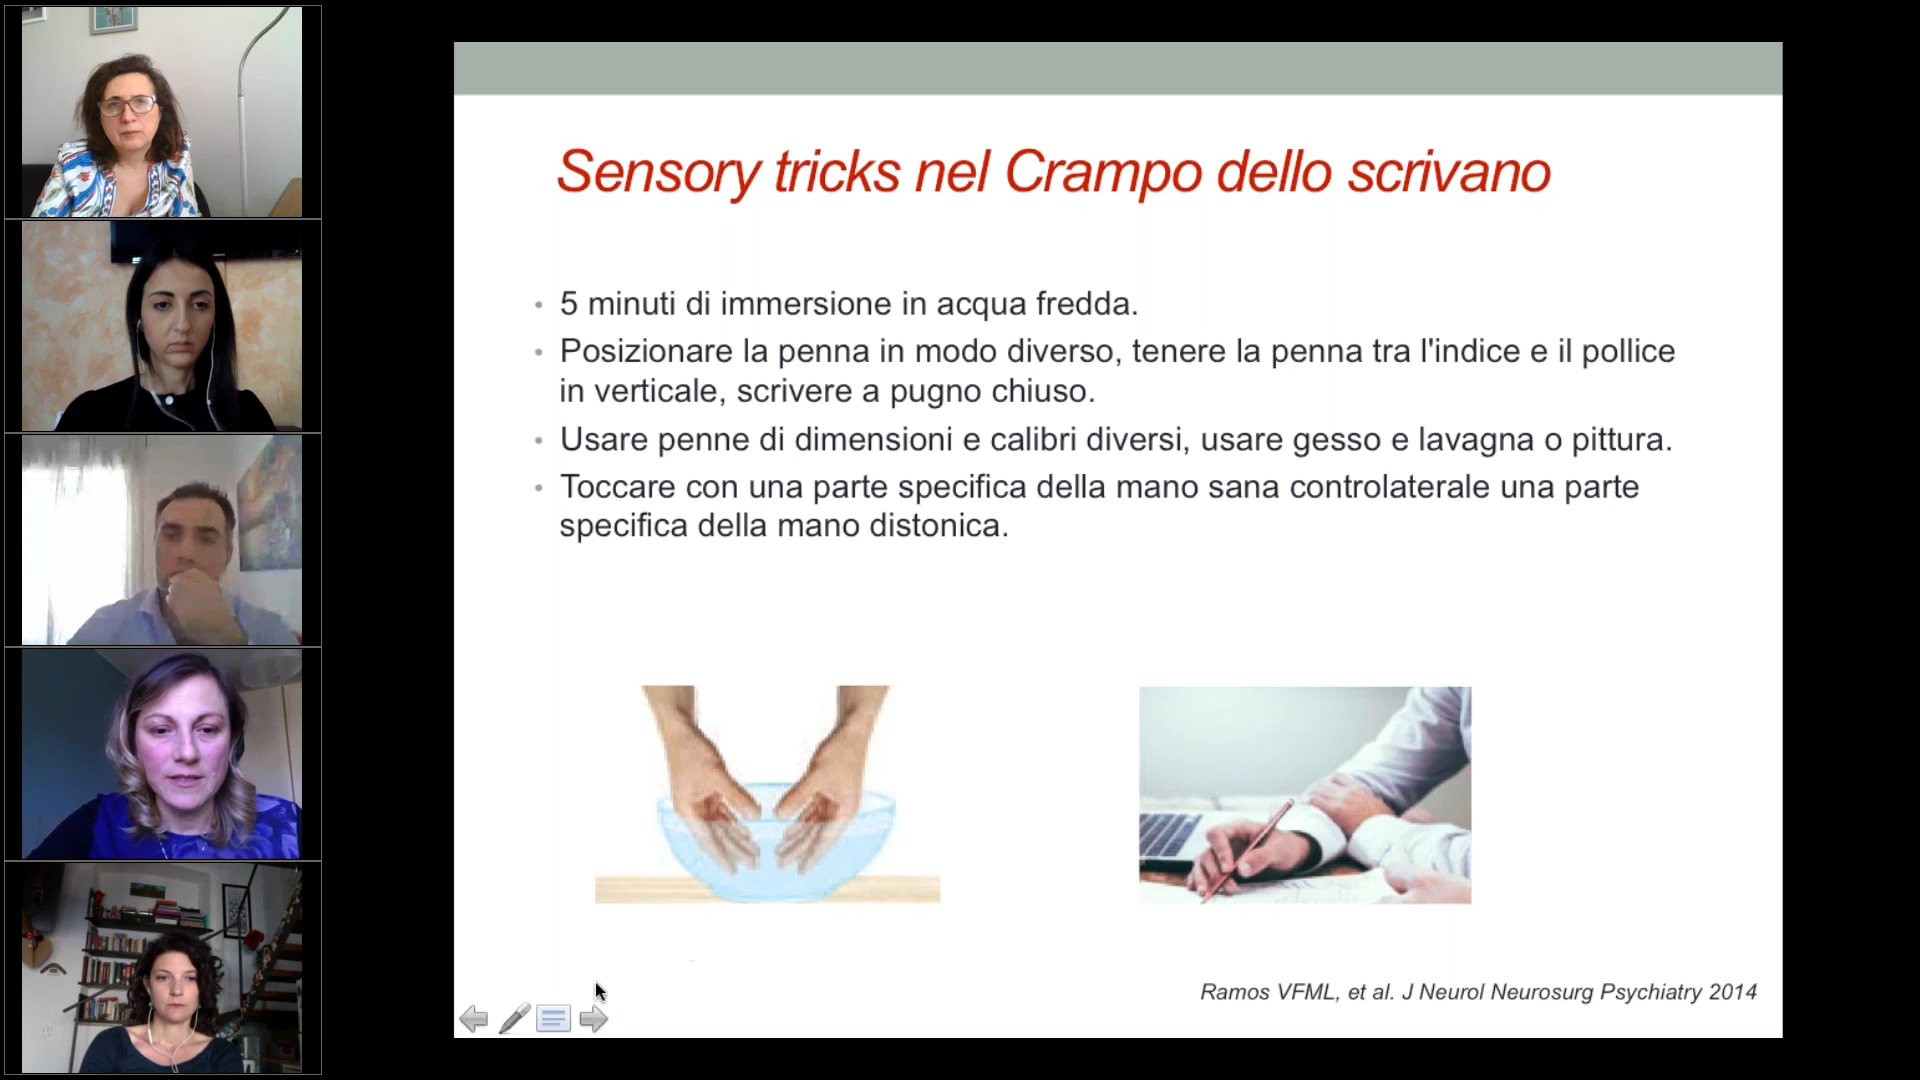 Sensory tricks nel Crampo dello scrivano
• 5 minuti di immersione in acqua fredda.
• Posizionare la penna in modo diverso, tenere la penna tra l'indice e il pollice
in verticale, scrivere a pugno chiuso.
• Usare penne di dimensioni e calibri diversi, usare gesso e lavagna o pittura.
• Toccare con una parte specifica della mano sana controlaterale una parte
specifica della mano distonica.
Ramos VFML, et al. J Neurol Neurosurg Psychiatry 2014